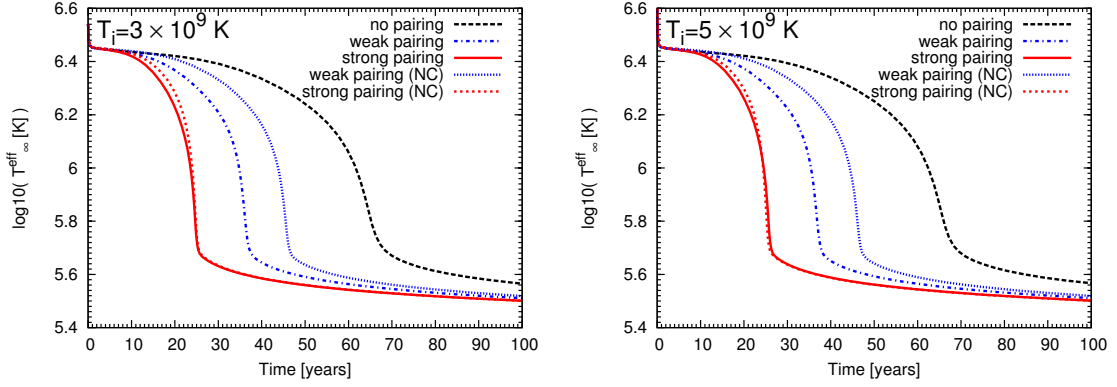 T_i=3 × 10^9 K
no pairing
weak pairing
strong pairing
weak pairing (NC)
strong pairing (NC)
log10( T^eff_∞ [K] )
6.6
6.4
6.2
6
5.8
5.6
5.4
0 10 20 30 40 50 60 70 80 90 100
Time [years]
T_i=5 × 10^9 K
no pairing
weak pairing
strong pairing
weak pairing (NC)
strong pairing (NC)
log10( T^eff_∞ [K] )
6.6
6.4
6.2
6
5.8
5.6
5.4
0 10 20 30 40 50 60 70 80 90 100
Time [years]